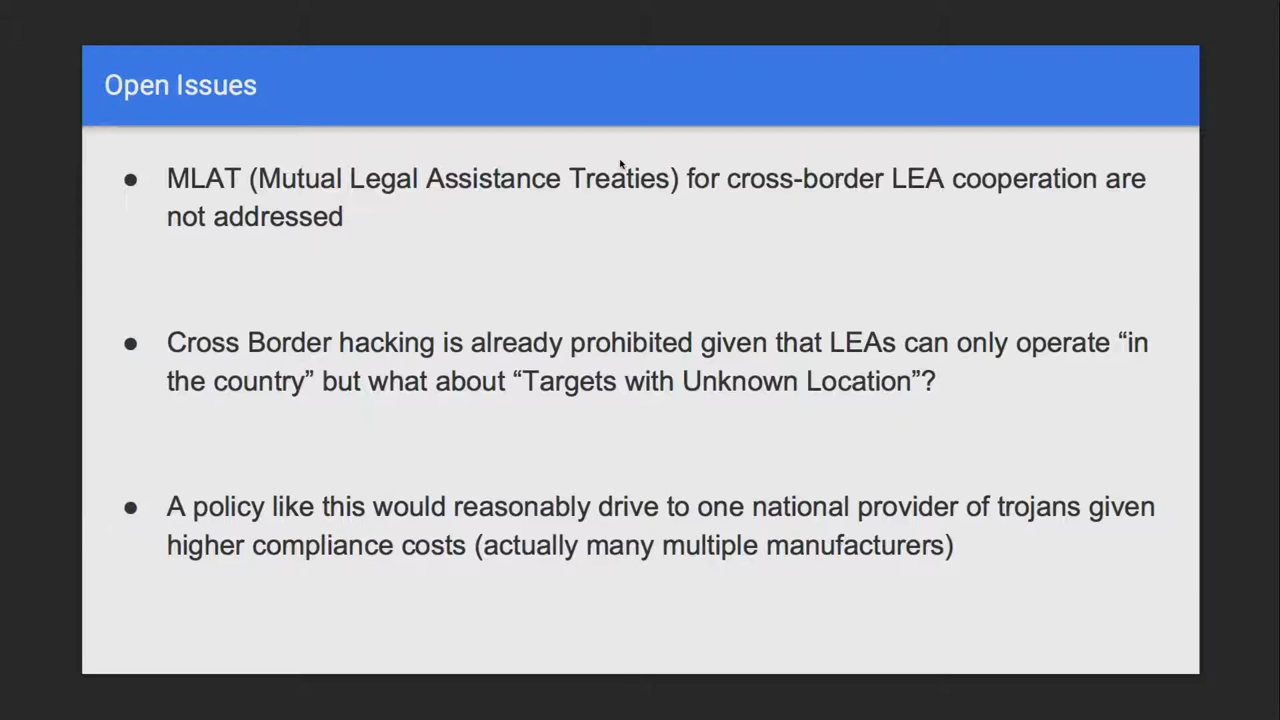 Open Issues
● MLAT (Mutual Legal Assistance Treaties) for cross-border LEA cooperation are
not addressed
● Cross Border hacking is already prohibited given that LEAs can only operate “in
the country” but what about “Targets with Unknown Location”?
● A policy like this would reasonably drive to one national provider of trojans given
higher compliance costs (actually many multiple manufacturers)